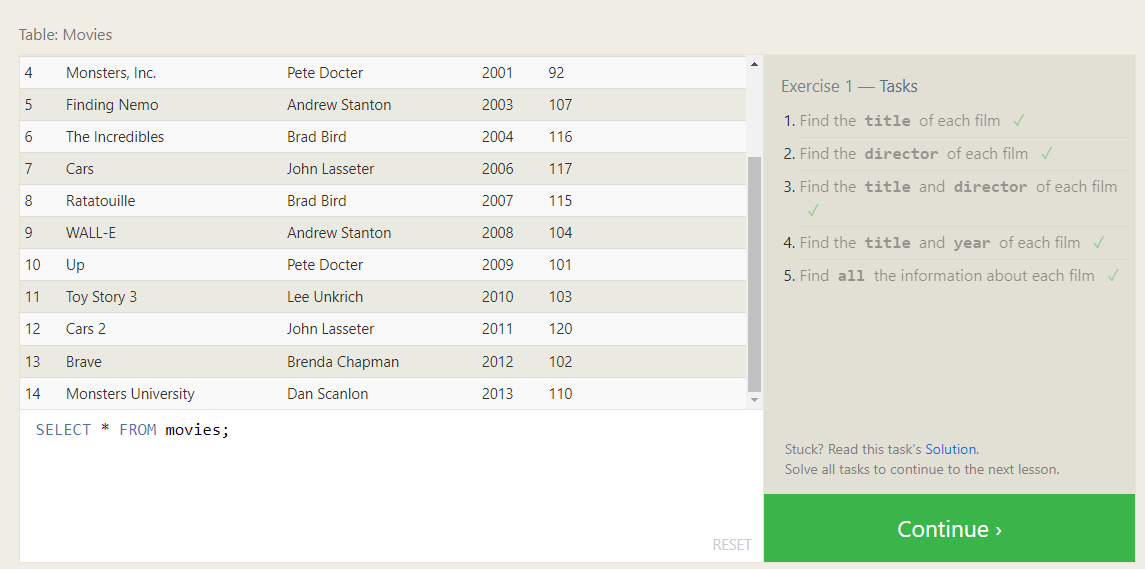 Table: Movies
4 Monsters, Inc. Pete Docter 2001 92
5 Finding Nemo Andrew Stanton 2003 107
6 The Incredibles Brad Bird 2004 116
7 Cars John Lasseter 2006 117
8 Ratatouille Brad Bird 2007 115
9 WALL-E Andrew Stanton 2008 104
10 Up Pete Docter 2009 101
11 Toy Story 3 Lee Unkrich 2010 103
12 Cars 2 John Lasseter 2011 120
13 Brave Brenda Chapman 2012 102
14 Monsters University Dan Scanlon 2013 110
SELECT * FROM movies;
RESET
Exercise 1 — Tasks
1. Find the title of each film ✓
2. Find the director of each film ✓
3. Find the title and director of each film
✓
4. Find the title and year of each film ✓
5. Find all the information about each film ✓
Stuck? Read this task's Solution.
Solve all tasks to continue to the next lesson.
Continue ›